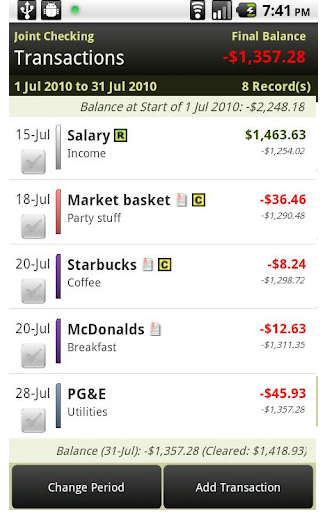 7:41 PM
Joint Checking Final Balance
Transactions -$1,357.28
1 Jul 2010 to 31 Jul 2010 8 Record(s)
Balance at Start of 1 Jul 2010: -$2,248.18
15-Jul Salary R $1,463.63
Income -$1,254.02
18-Jul Market basket C -$36.46
Party stuff -$1,290.48
20-Jul Starbucks C -$8.24
Coffee -$1,298.72
20-Jul McDonalds -$12.63
Breakfast -$1,311.35
28-Jul PG&E -$45.93
Utilities -$1,357.28
Balance (31-Jul): -$1,357.28 (Cleared: $1,418.93)
Change Period Add Transaction